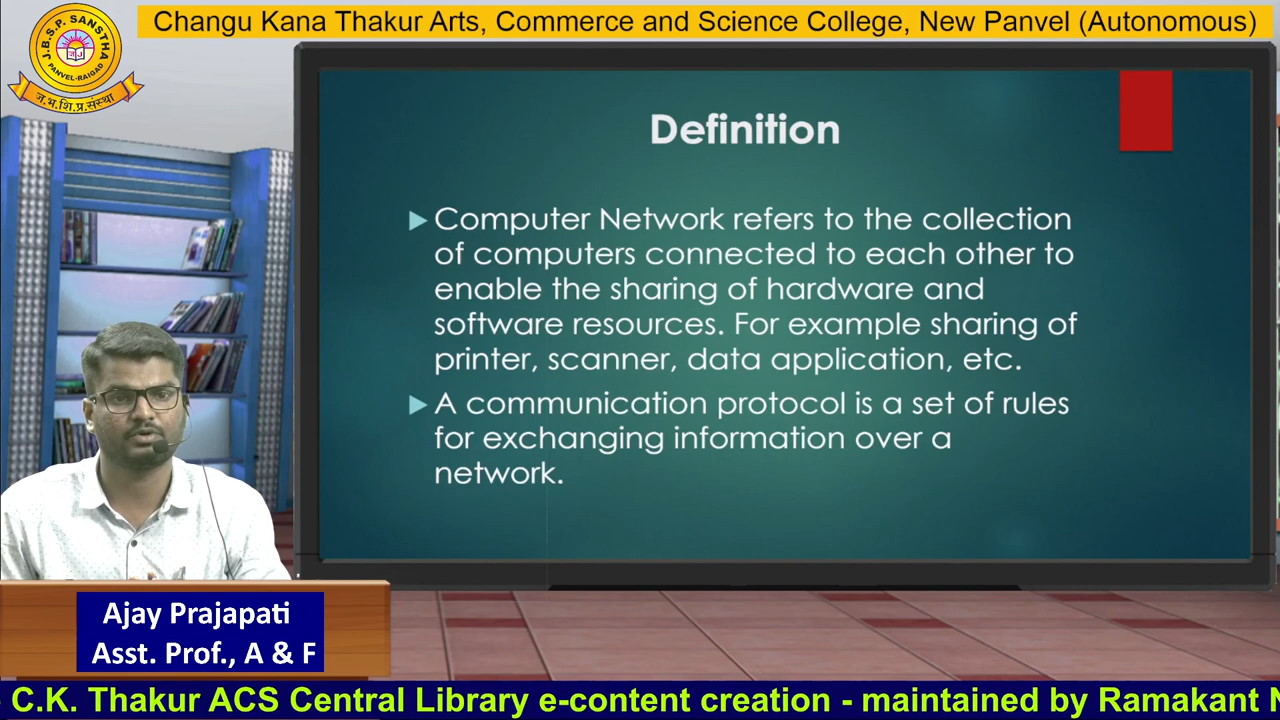 Changu Kana Thakur Arts, Commerce and Science College, New Panvel (Autonomous)
J.B.S.P. SANSTHA
PANVEL-RAIGAD
ज.भ.शि.प्र.संस्था
Definition
Computer Network refers to the collection
of computers connected to each other to
enable the sharing of hardware and
software resources. For example sharing of
printer, scanner, data application, etc.
A communication protocol is a set of rules
for exchanging information over a
network.
Ajay Prajapati
Asst. Prof., A & F
C.K. Thakur ACS Central Library e-content creation - maintained by Ramakant